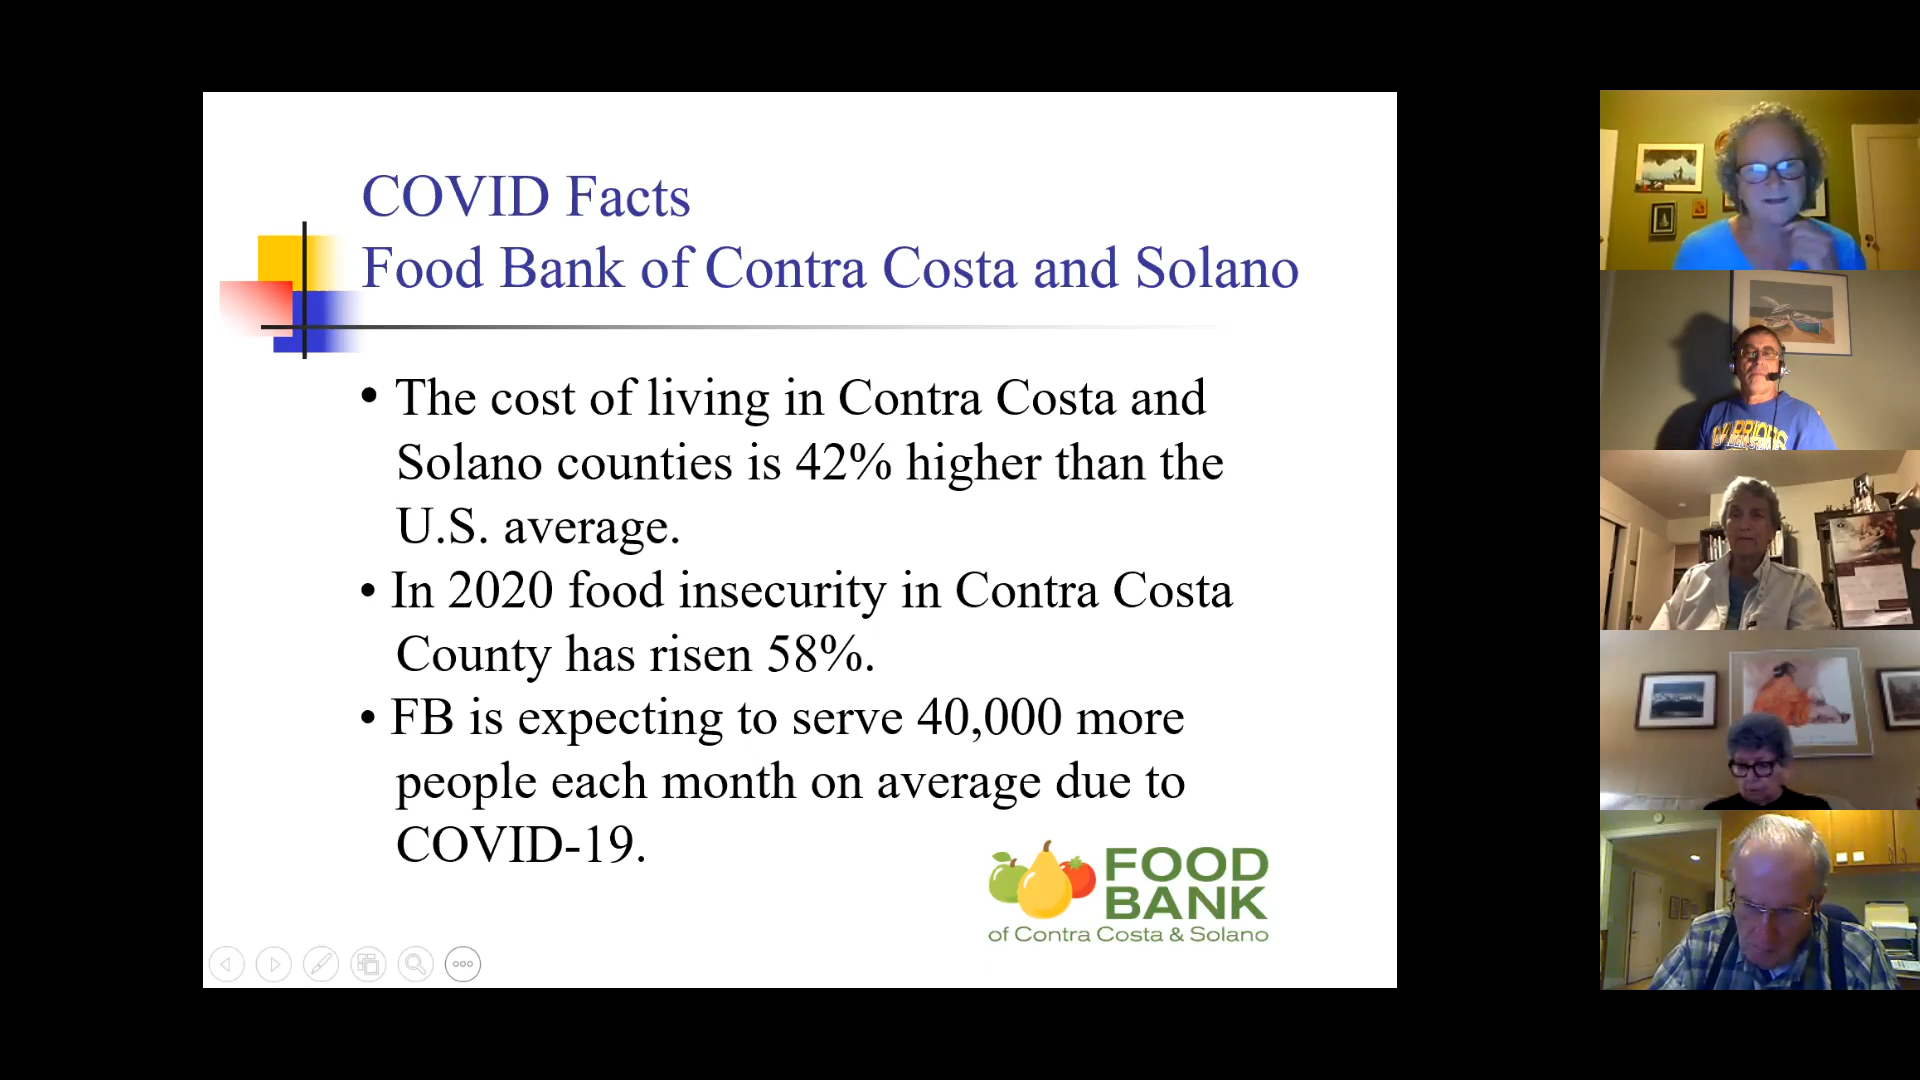 COVID Facts
Food Bank of Contra Costa and Solano
• The cost of living in Contra Costa and
Solano counties is 42% higher than the
U.S. average.
• In 2020 food insecurity in Contra Costa
County has risen 58%.
• FB is expecting to serve 40,000 more
people each month on average due to
COVID-19.
FOOD
BANK
of Contra Costa & Solano